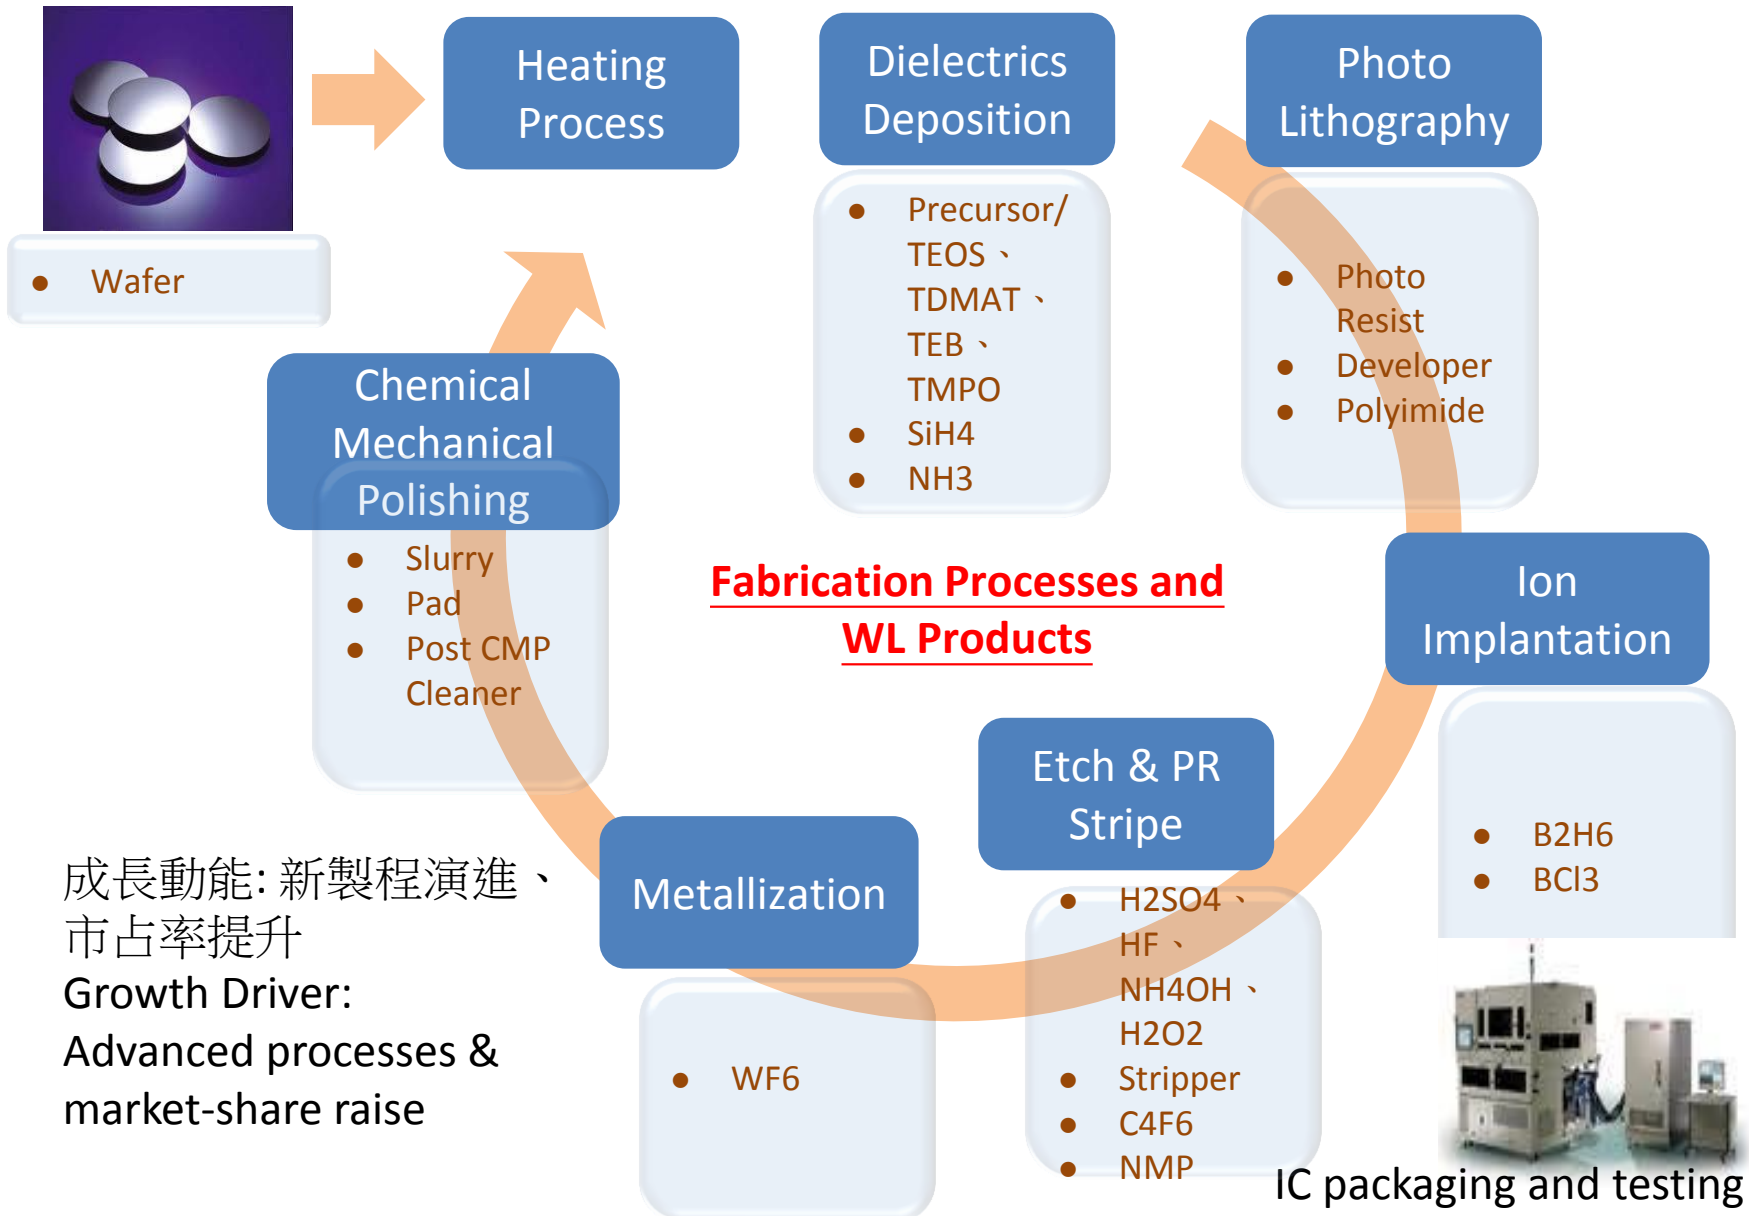 Heating
Process
Dielectrics
Deposition
Photo
Lithography
● Wafer
● Precursor/
TEOS、
TDMAT、
TEB、
TMPO
● SiH4
● NH3
● Photo
Resist
● Developer
● Polyimide
Chemical
Mechanical
Polishing
● Slurry
● Pad
● Post CMP
Cleaner
Fabrication Processes and
WL Products
Ion
Implantation
● B2H6
● BCl3
Etch & PR
Stripe
● H2SO4、
HF、
NH4OH、
H2O2
● Stripper
● C4F6
● NMP
Metallization
● WF6
成長動能: 新製程演進、
市占率提升
Growth Driver:
Advanced processes &
market-share raise
IC packaging and testing